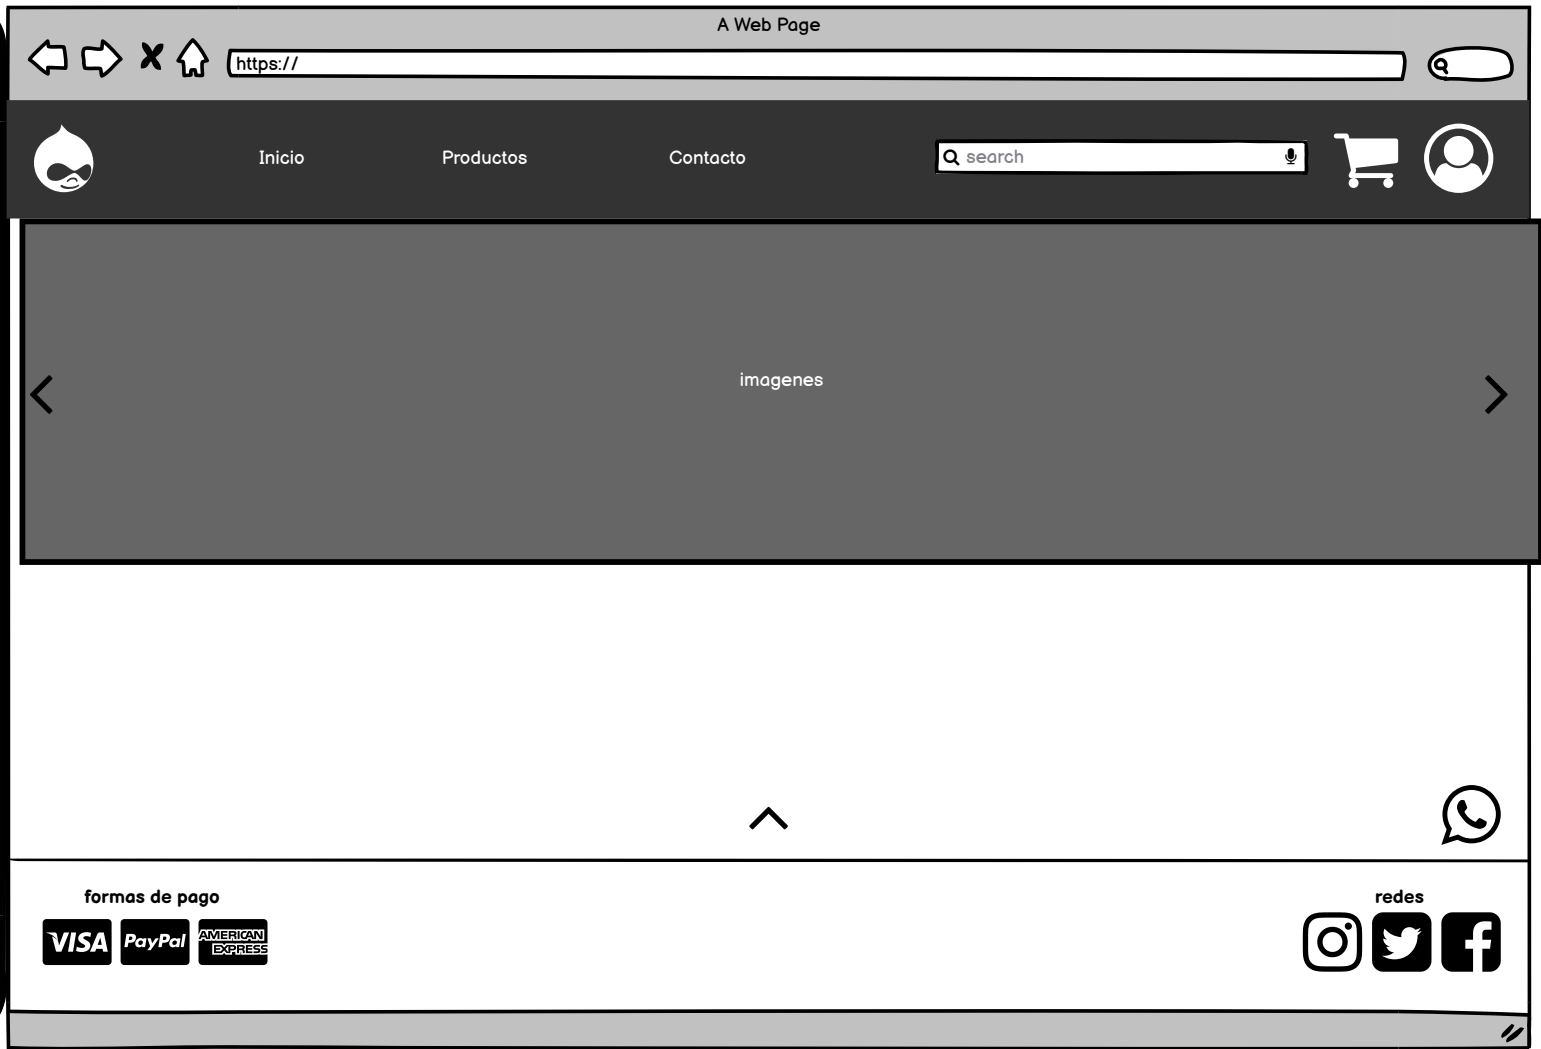 A Web Page
https://
Inicio
Productos
Contacto
search
imagenes
formas de pago
redes
VISA
PayPal
AMERICAN
EXPRESS